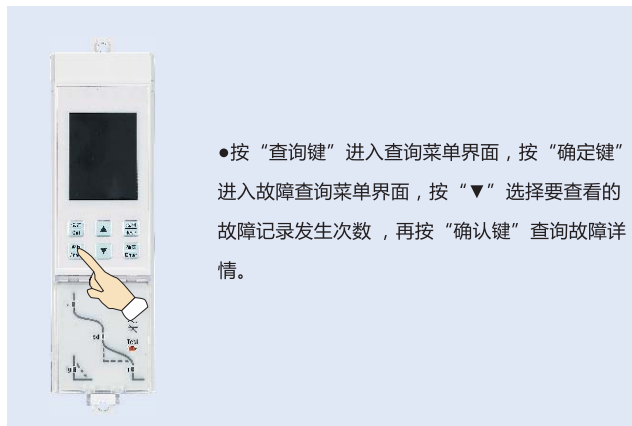 ●按“查询键”进入查询菜单界面，按“确定键”
进入故障查询菜单界面，按“▼”选择要查看的
故障记录发生次数 ，再按“确认键”查询故障详
情。
▲
▼
sd
Test